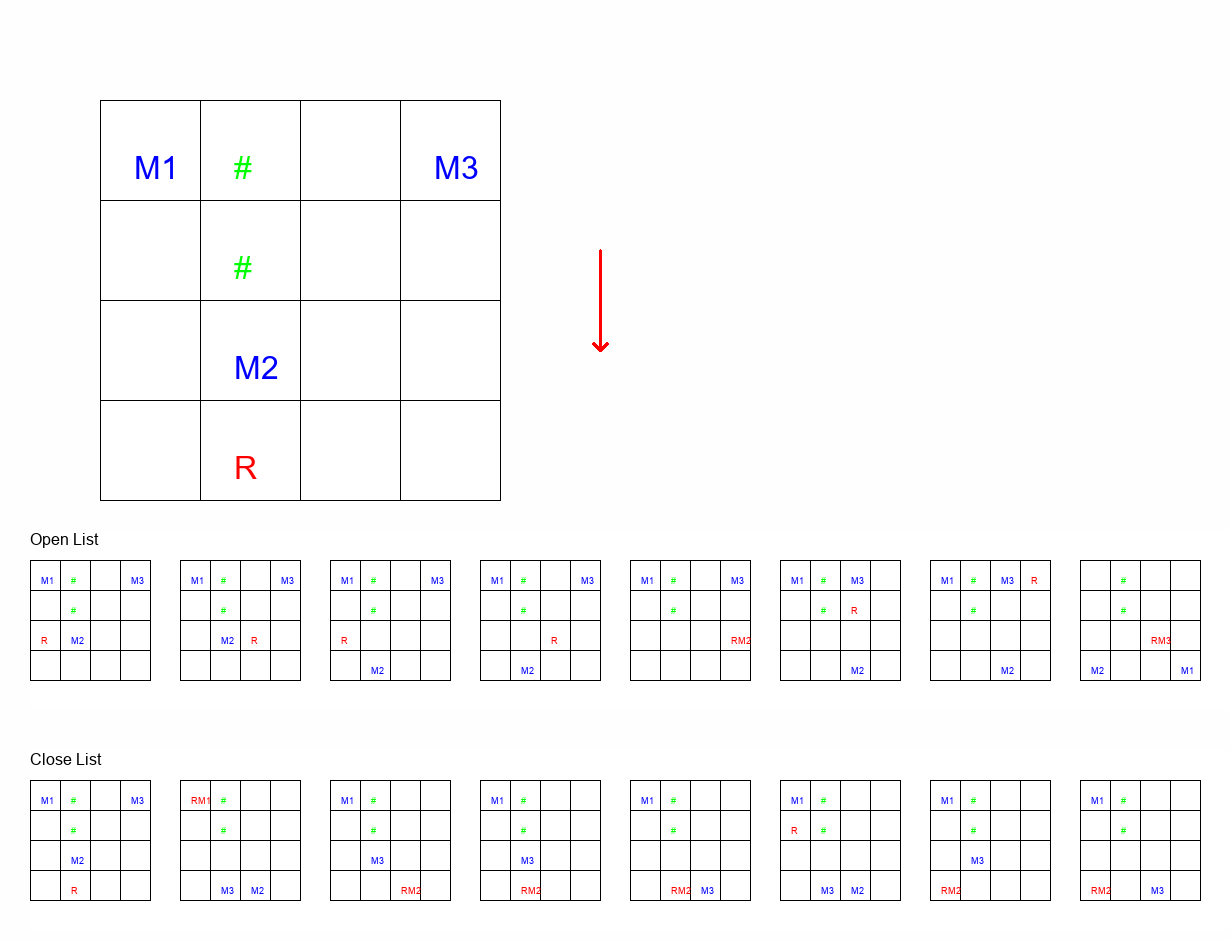 M1 # M3
#
M2
R
Open List
M1 # M3 M1 # M3 M1 # M3 M1 # M3 M1 # M3 M1 # M3 M1 # M3 R #
# # # # # # R # #
R M2 M2 R R R RM2 RM3
M2 M2 M2 M2 M2 M1
Close List
M1 # M3 RM1 # M1 # M1 # M1 # M1 # M1 # M1 #
# # # # # R # # #
M2 M3 M3 M3
R M3 M2 RM2 RM2 RM2 M3 M3 M2 RM2 RM2 M3